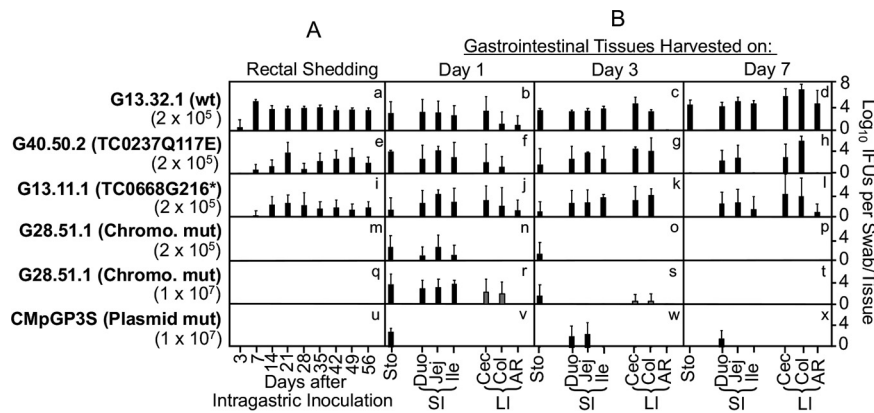 A
B
Gastrointestinal Tissues Harvested on:
Rectal Shedding Day 1 Day 3 Day 7
G13.32.1 (wt)
(2 x 10⁵)
a b c d
8
4
0
G40.50.2 (TC0237Q117E)
(2 x 10⁵)
e f g h
4
0
G13.11.1 (TC0668G216*)
(2 x 10⁵)
i j k l
4
0
G28.51.1 (Chromo. mut)
(2 x 10⁵)
m n o p
4
0
G28.51.1 (Chromo. mut)
(1 x 10⁷)
q r s t
4
0
CMpGP3S (Plasmid mut)
(1 x 10⁷)
u v w x
4
0
Log₁₀ IFUs per Swab/Tissue
3 7 14 21 28 35 42 49 56
Days after
Intragastric Inoculation
Sto Duo Jej Ile Cec Col AR
SI LI
Sto Duo Jej Ile Cec Col AR
SI LI
Sto Duo Jej Ile Cec Col AR
SI LI